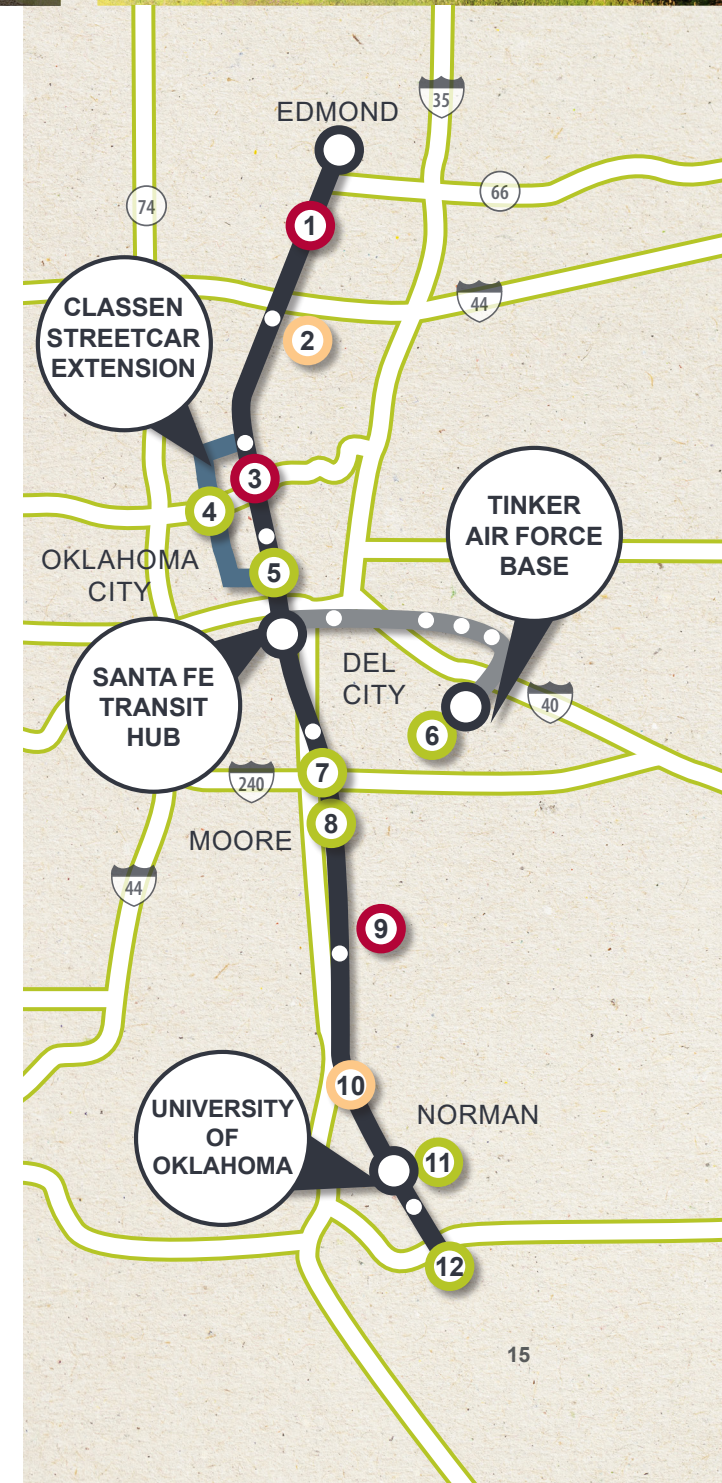 35
EDMOND
66
74
1
44
2
CLASSEN
STREETCAR
EXTENSION
3
4
TINKER
AIR FORCE
BASE
OKLAHOMA
CITY
5
DEL
CITY
SANTA FE
TRANSIT
HUB
40
6
7
240
8
MOORE
44
9
10
UNIVERSITY
OF
OKLAHOMA
NORMAN
11
12
15